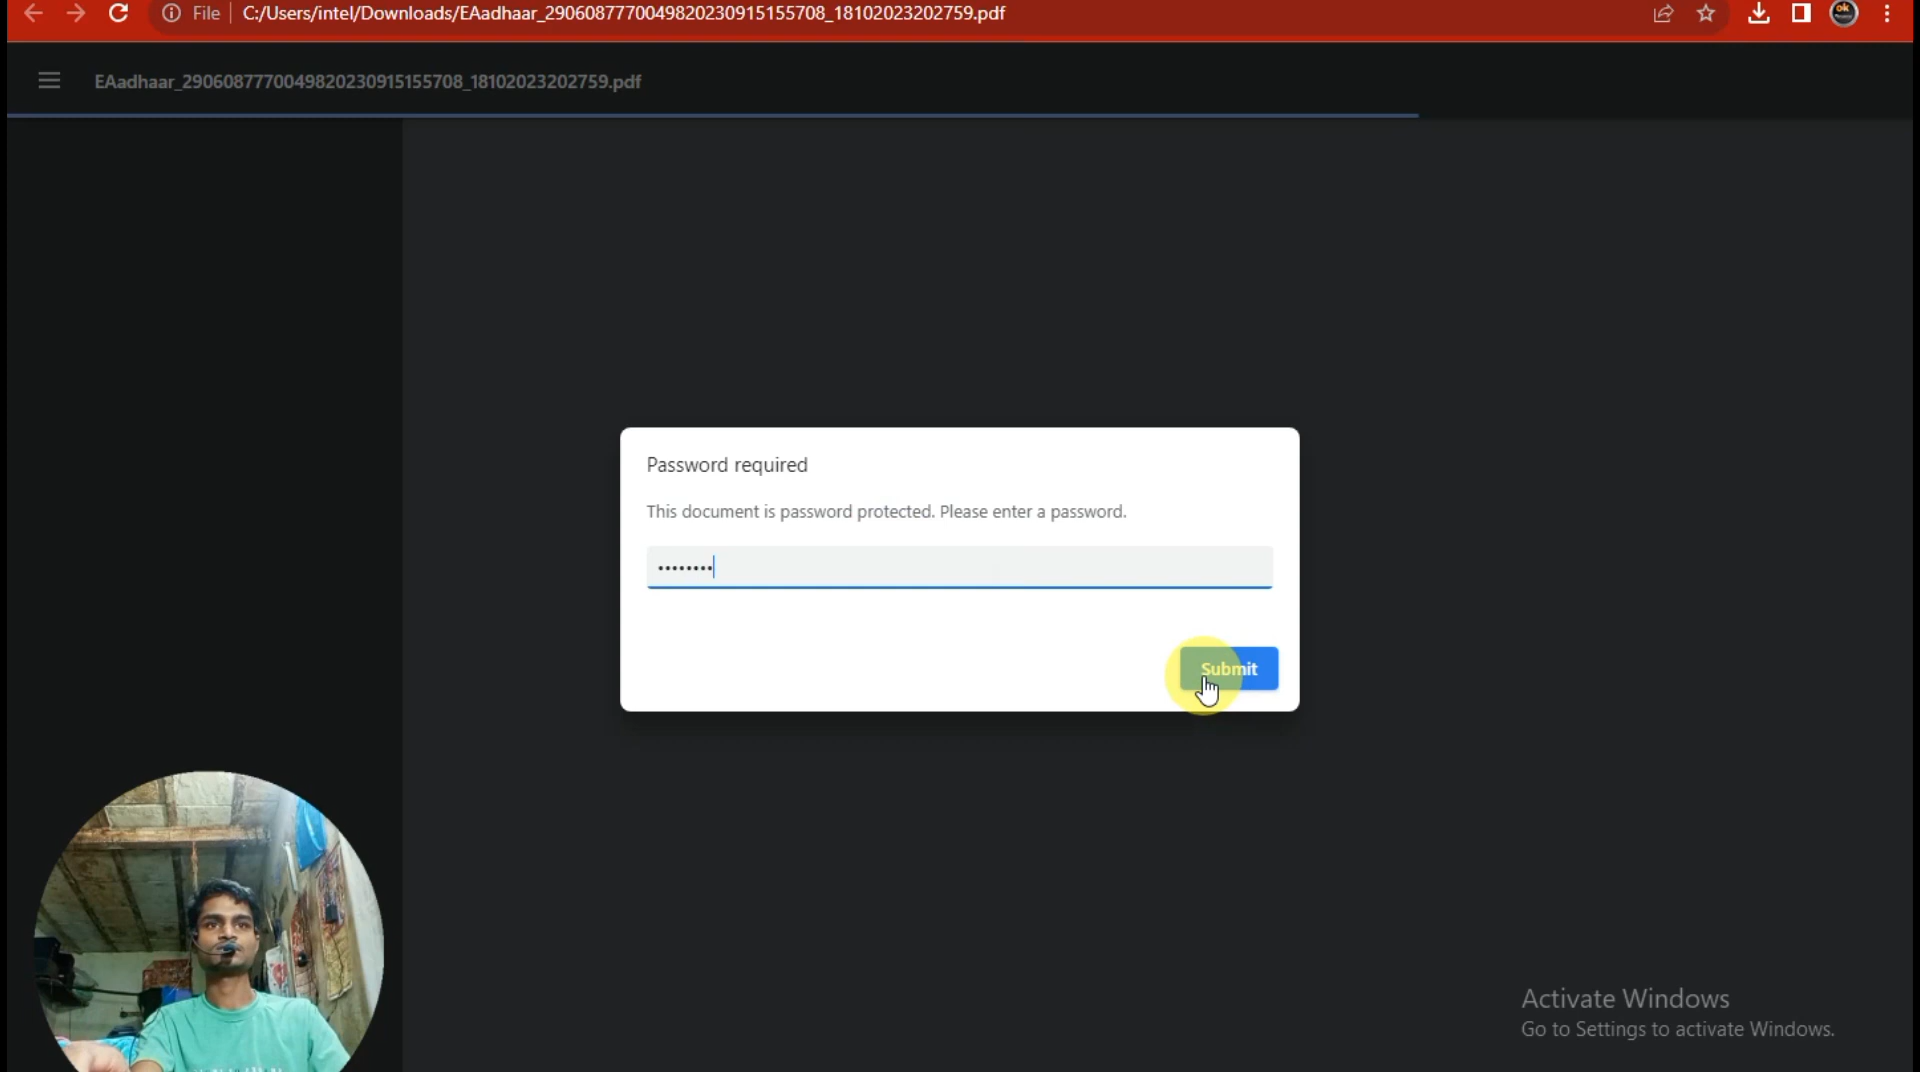 File
C:/Users/intel/Downloads/EAadhaar_2906087770049820230915155708_18102023202759.pdf
ok
EAadhaar_2906087770049820230915155708_18102023202759.pdf
Password required
This document is password protected. Please enter a password.
••••••••
Submit
Activate Windows
Go to Settings to activate Windows.